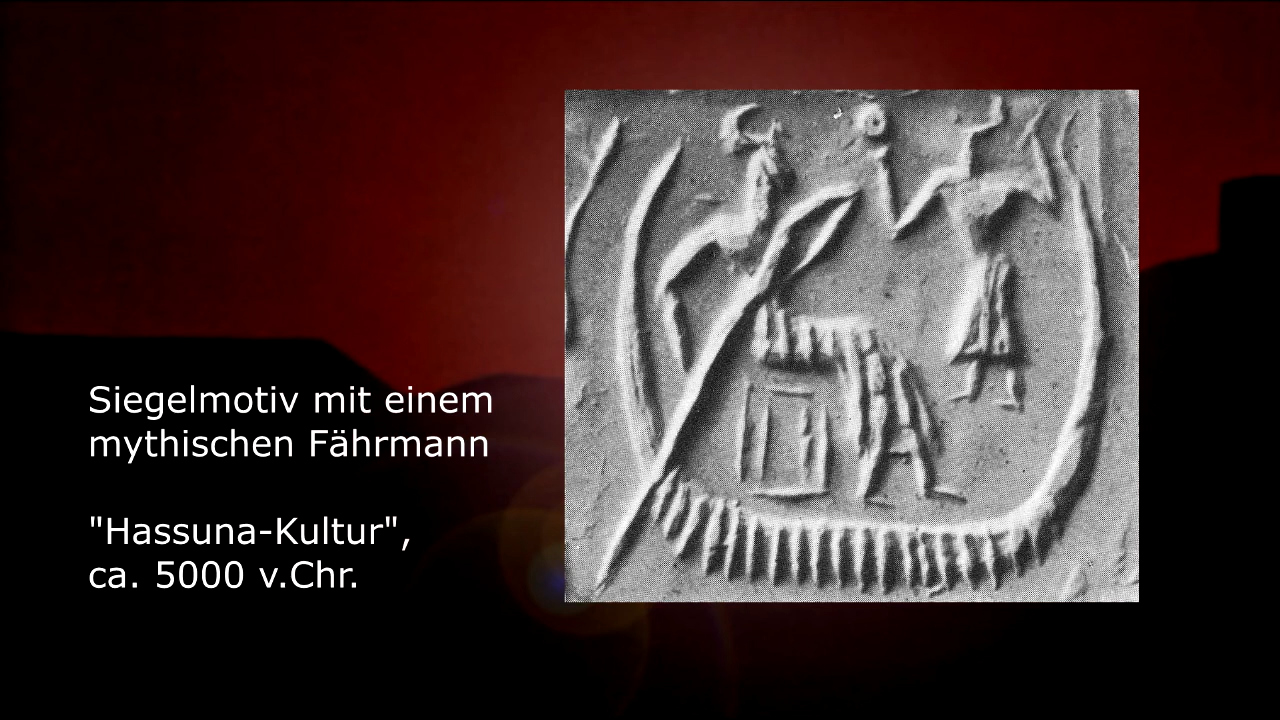 Siegelmotiv mit einem
mythischen Fährmann
"Hassuna-Kultur",
ca. 5000 v.Chr.